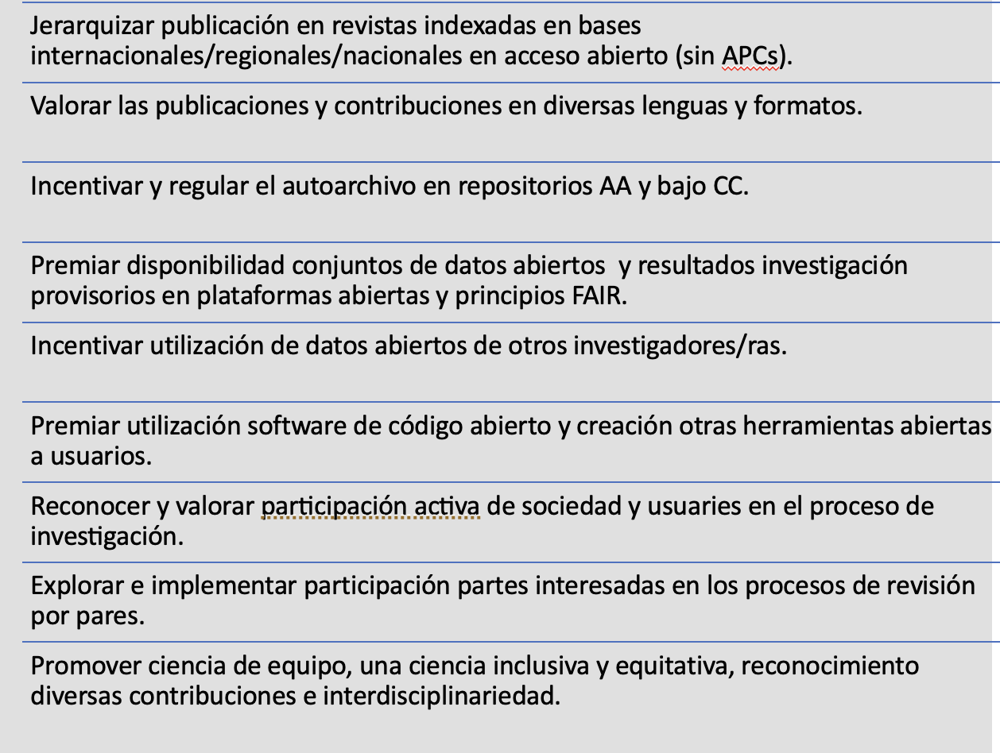 Jerarquizar publicación en revistas indexadas en bases
internacionales/regionales/nacionales en acceso abierto (sin APCs).
Valorar las publicaciones y contribuciones en diversas lenguas y formatos.
Incentivar y regular el autoarchivo en repositorios AA y bajo CC.
Premiar disponibilidad conjuntos de datos abiertos  y resultados investigación
provisorios en plataformas abiertas y principios FAIR.
Incentivar utilización de datos abiertos de otros investigadores/ras.
Premiar utilización software de código abierto y creación otras herramientas abiertas
a usuarios.
Reconocer y valorar participación activa de sociedad y usuaries en el proceso de
investigación.
Explorar e implementar participación partes interesadas en los procesos de revisión
por pares.
Promover ciencia de equipo, una ciencia inclusiva y equitativa, reconocimiento
diversas contribuciones e interdisciplinariedad.